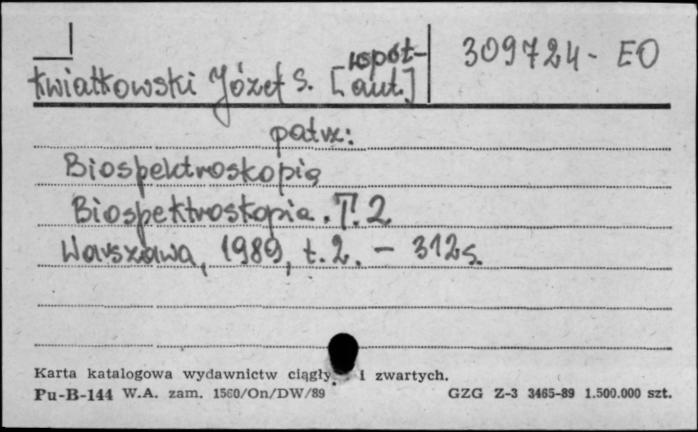 współ- 309724 - EO
Kwiatkowski Józef S. [aut.]
patrz:
Biospektroskopia
Biospektroskopia. T. 2
Warszawa, 1989, t. 2. - 312 s.
Karta katalogowa wydawnictw ciągły i zwartych.
Pu-B-144 W.A. zam. 1560/On/DW/89 GZG Z-3 3465-89 1.500.000 szt.